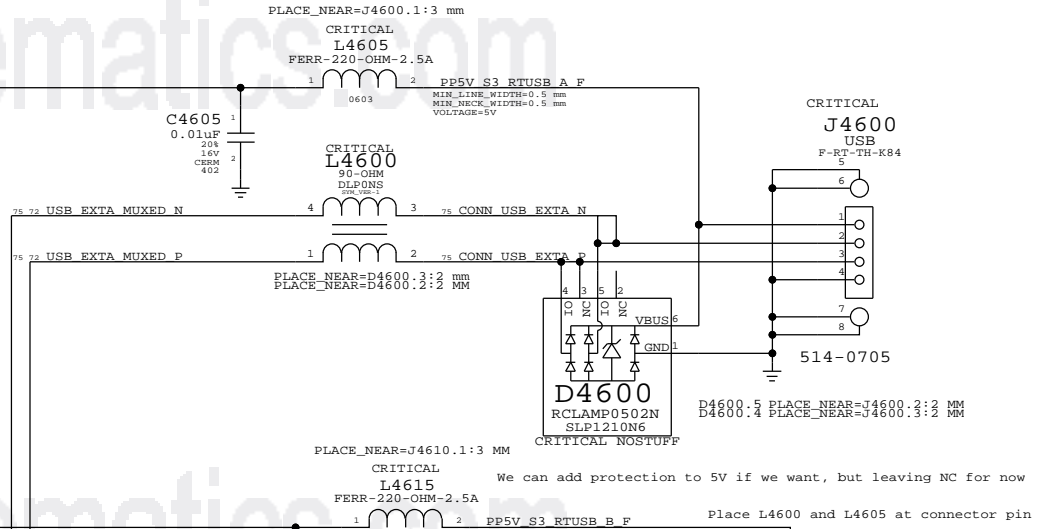 PLACE_NEAR=J4600.1:3 mm
CRITICAL
L4605
FERR-220-OHM-2.5A
1
2
PP5V_S3_RTUSB_A_F
0603
MIN_LINE_WIDTH=0.5 mm
MIN_NECK_WIDTH=0.5 mm
VOLTAGE=5V
C4605
0.01uF
20%
16V
CERM
402
1
2
CRITICAL
L4600
90-OHM
DLP0NS
SYM_VER-1
75 72 USB_EXTA_MUXED_N
4
3
75 CONN_USB_EXTA_N
75 72 USB_EXTA_MUXED_P
1
2
75 CONN_USB_EXTA_P
PLACE_NEAR=D4600.3:2 mm
PLACE_NEAR=D4600.2:2 MM
CRITICAL
J4600
USB
F-RT-TH-K84
5
6
1
2
3
4
7
8
514-0705
4 3 5 2
IO NC IO NC
VBUS 6
GND 1
D4600
RCLAMP0502N
SLP1210N6
CRITICAL NOSTUFF
D4600.5 PLACE_NEAR=J4600.2:2 MM
D4600.4 PLACE_NEAR=J4600.3:2 MM
PLACE_NEAR=J4610.1:3 MM
CRITICAL
L4615
FERR-220-OHM-2.5A
1
2
PP5V_S3_RTUSB_B_F
We can add protection to 5V if we want, but leaving NC for now
Place L4600 and L4605 at connector pin
ematics.com